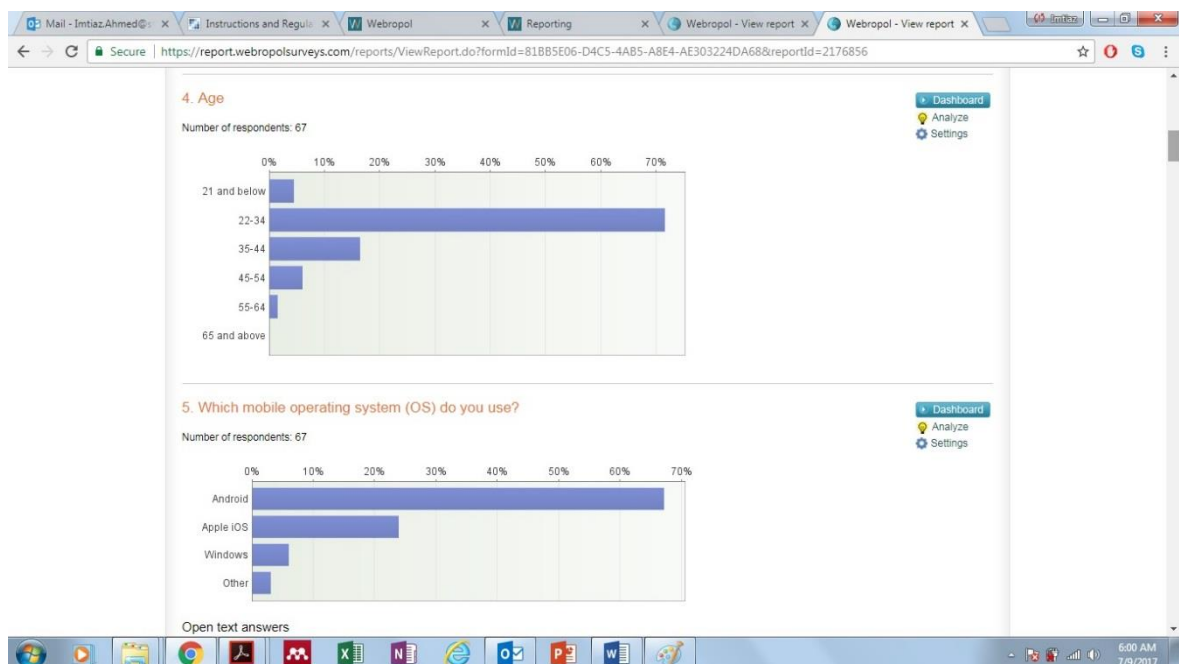 Mail - Imtiaz.Ahmed@s
Instructions and Regula
Webropol
Reporting
Webropol - View report
Webropol - View report
Imtiaz
Secure
https://report.webropolsurveys.com/reports/ViewReport.do?formId=81BB5E06-D4C5-4AB5-A8E4-AE303224DA68&reportId=2176856
4. Age
Dashboard
Number of respondents: 67
Analyze
Settings
0% 10% 20% 30% 40% 50% 60% 70%
21 and below
22-34
35-44
45-54
55-64
65 and above
5. Which mobile operating system (OS) do you use?
Dashboard
Number of respondents: 67
Analyze
Settings
0% 10% 20% 30% 40% 50% 60% 70%
Android
Apple iOS
Windows
Other
Open text answers
6:00 AM
7/9/2017